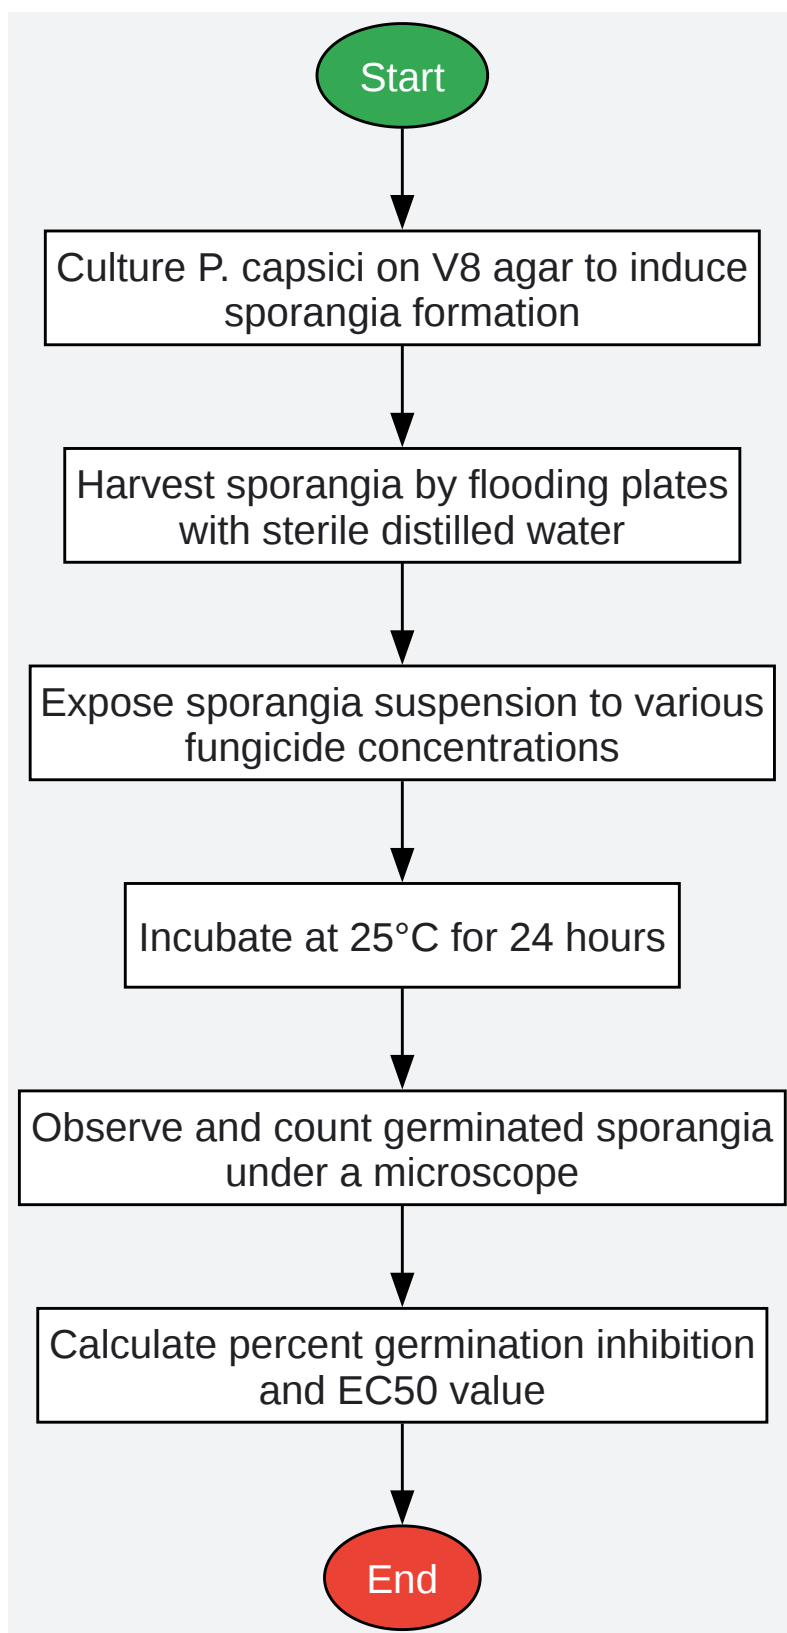 Start
Culture P. capsici on V8 agar to induce
sporangia formation
Harvest sporangia by flooding plates
with sterile distilled water
Expose sporangia suspension to various
fungicide concentrations
Incubate at 25°C for 24 hours
Observe and count germinated sporangia
under a microscope
Calculate percent germination inhibition
and EC50 value
End